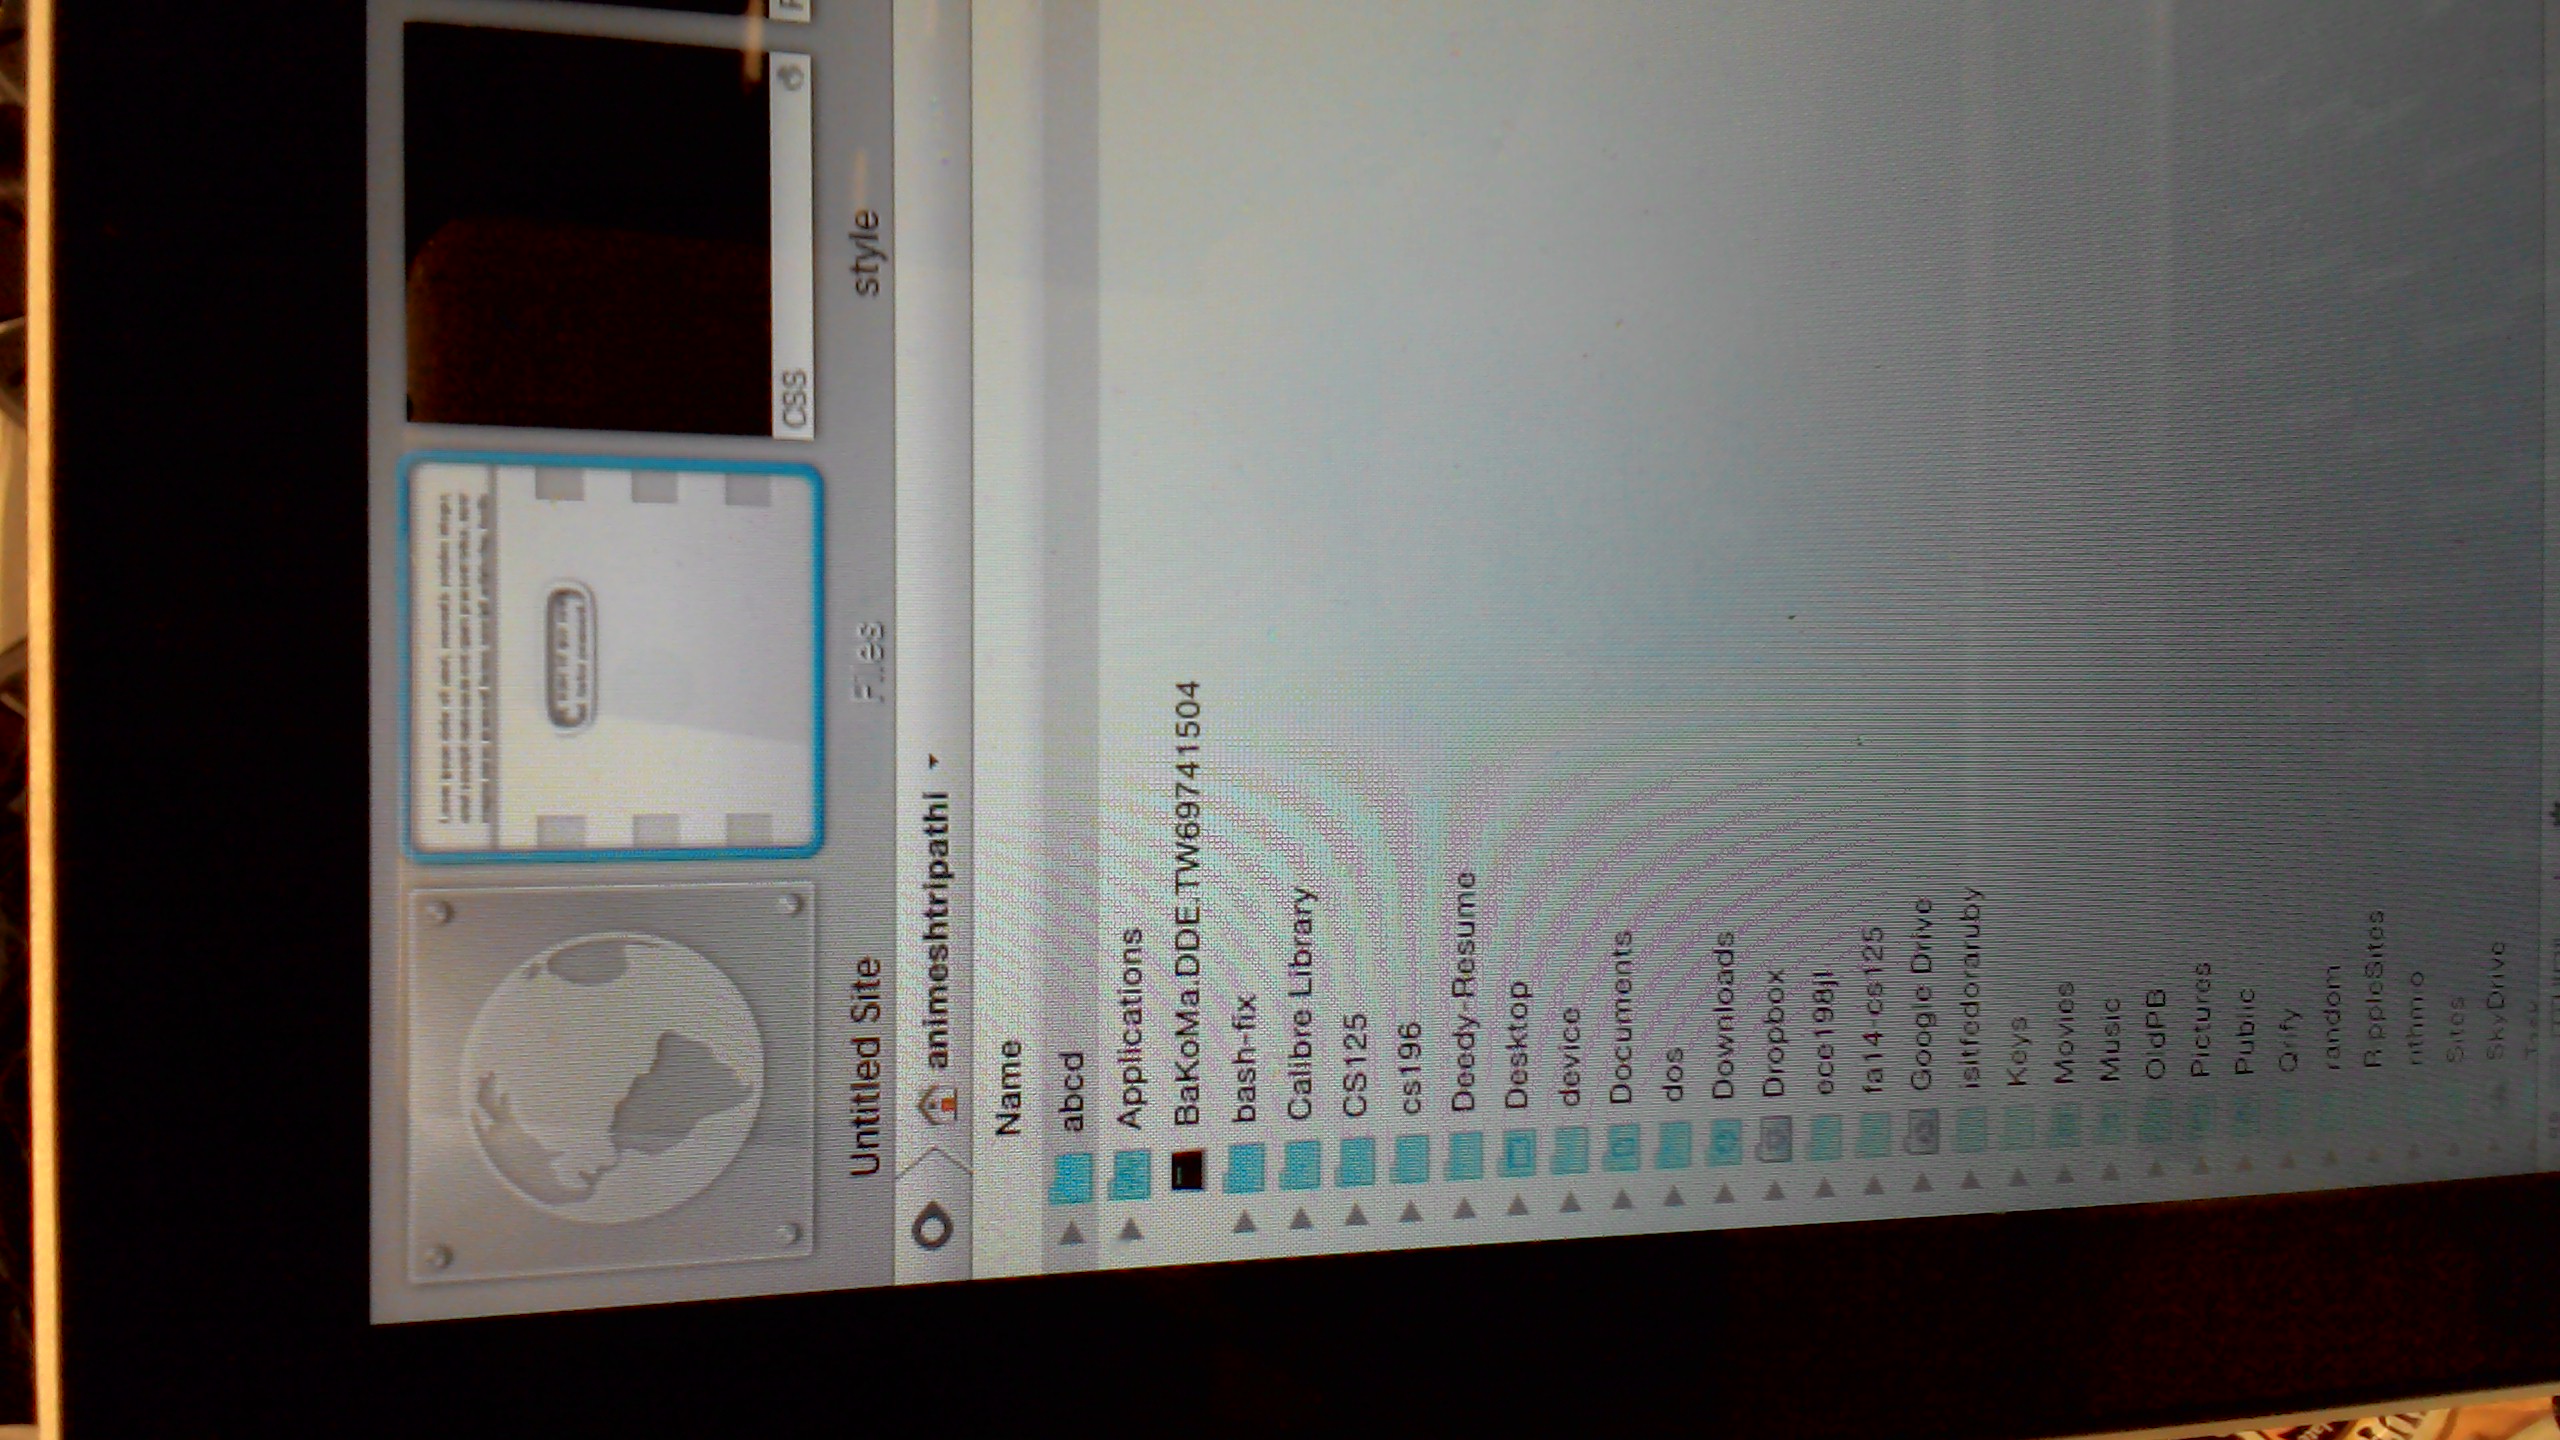 CSS
Untitled Site
Files
style
animeshtripathi
Name
abcd
Applications
BaKoMa.DDE.TW69741504
bash-fix
Calibre Library
CS125
cs196
Deedy-Resume
Desktop
device
Documents
dos
Downloads
Dropbox
ece198jl
fa14-cs125
Google Drive
isitfedoraruby
Keys
Movies
Music
OldPB
Pictures
Public
Qrify
random
RippleSites
rithmio
Sites
SkyDrive